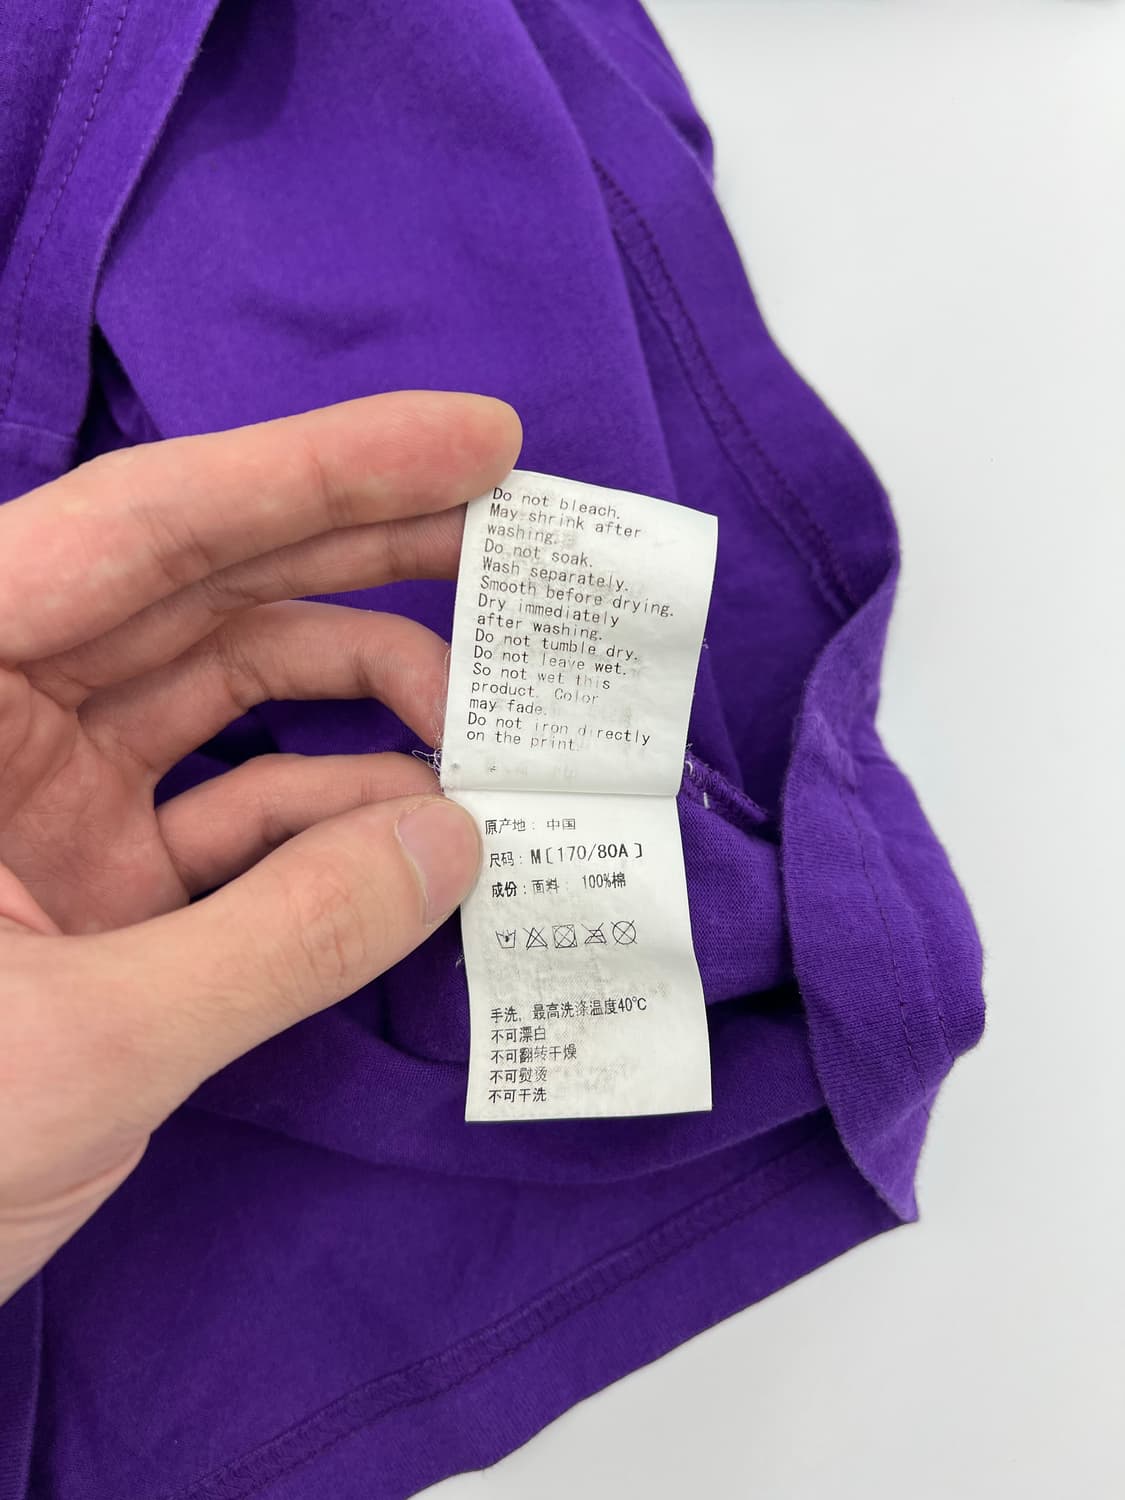 Do not bleach.
May shrink after
washing.
Do not soak.
Wash separately.
Smooth before drying.
Dry immediately
after washing.
Do not tumble dry.
Do not leave wet.
So not wet this
product. Color
may fade.
Do not iron directly
on the print.
原产地：中国
尺码：M[170/80A]
成份：面料：100%棉
手洗，最高洗涤温度40℃
不可漂白
不可翻转干燥
不可熨烫
不可干洗